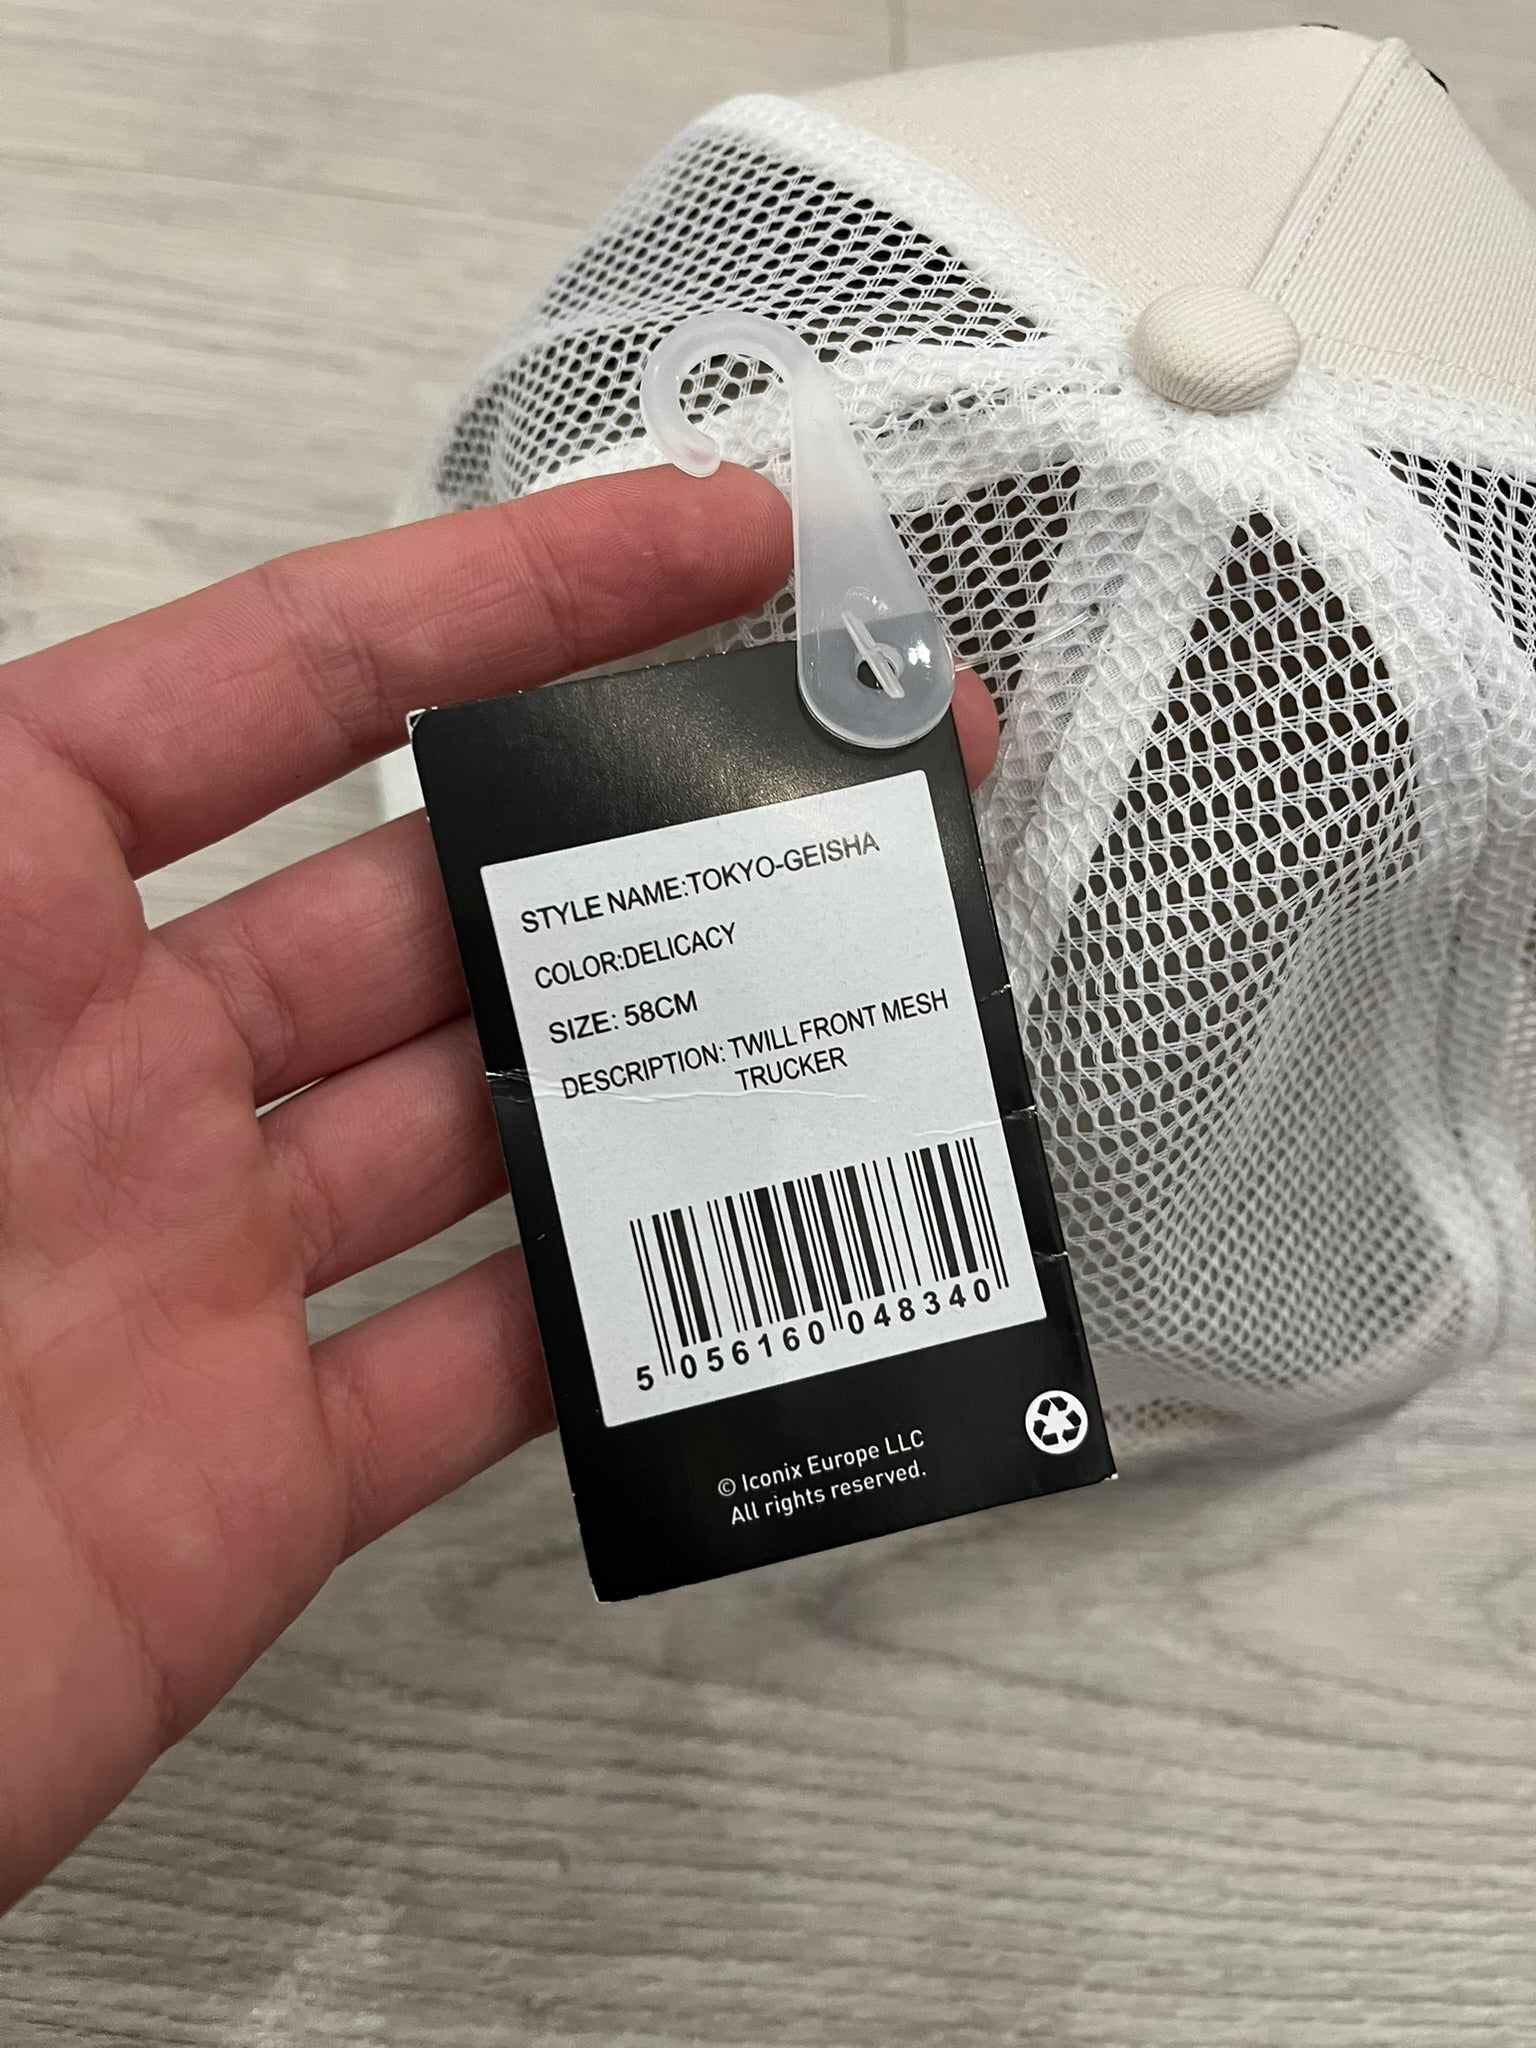 STYLE NAME:TOKYO-GEISHA
COLOR:DELICACY
SIZE: 58CM
DESCRIPTION: TWILL FRONT MESH
TRUCKER
5 056160 048340
© Iconix Europe LLC
All rights reserved.